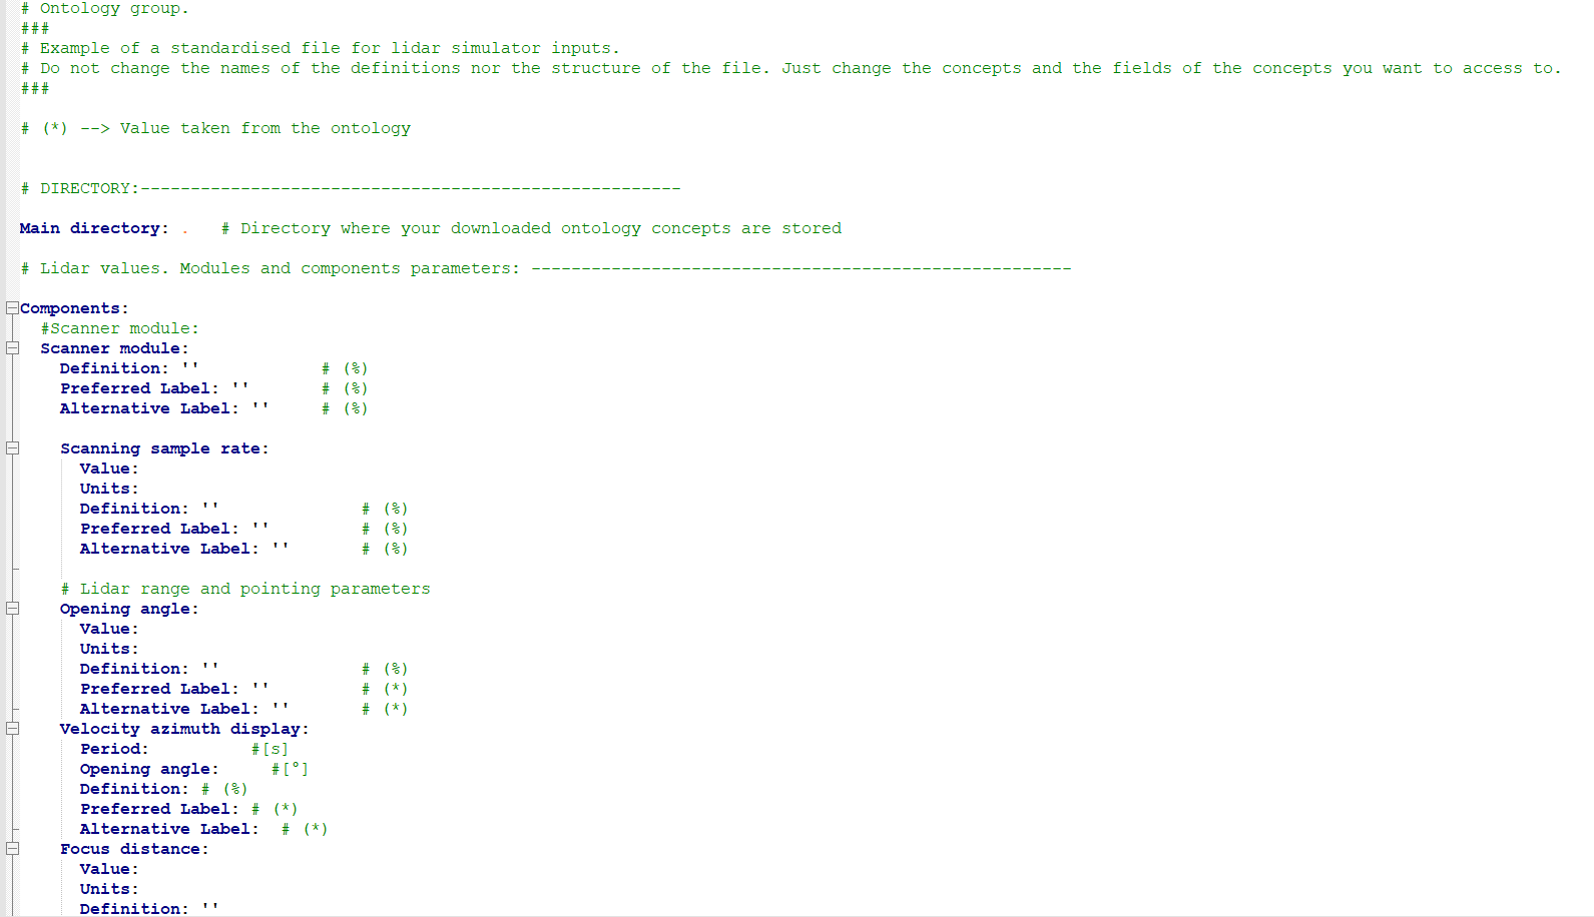 # Ontology group.
###
# Example of a standardised file for lidar simulator inputs.
# Do not change the names of the definitions nor the structure of the file. Just change the concepts and the fields of the concepts you want to access to.
###
# (*) --> Value taken from the ontology
# DIRECTORY:------------------------------------------------------
Main directory: .   # Directory where your downloaded ontology concepts are stored
# Lidar values. Modules and components parameters: ------------------------------------------------------
Components:
#Scanner module:
Scanner module:
Definition: ''            # (%)
Preferred Label: ''       # (%)
Alternative Label: ''     # (%)
Scanning sample rate:
Value:
Units:
Definition: ''              # (%)
Preferred Label: ''         # (%)
Alternative Label: ''       # (%)
# Lidar range and pointing parameters
Opening angle:
Value:
Units:
Definition: ''              # (%)
Preferred Label: ''         # (*)
Alternative Label: ''       # (*)
Velocity azimuth display:
Period:          #[s]
Opening angle:     #[°]
Definition: # (%)
Preferred Label: # (*)
Alternative Label:  # (*)
Focus distance:
Value:
Units:
Definition: ''